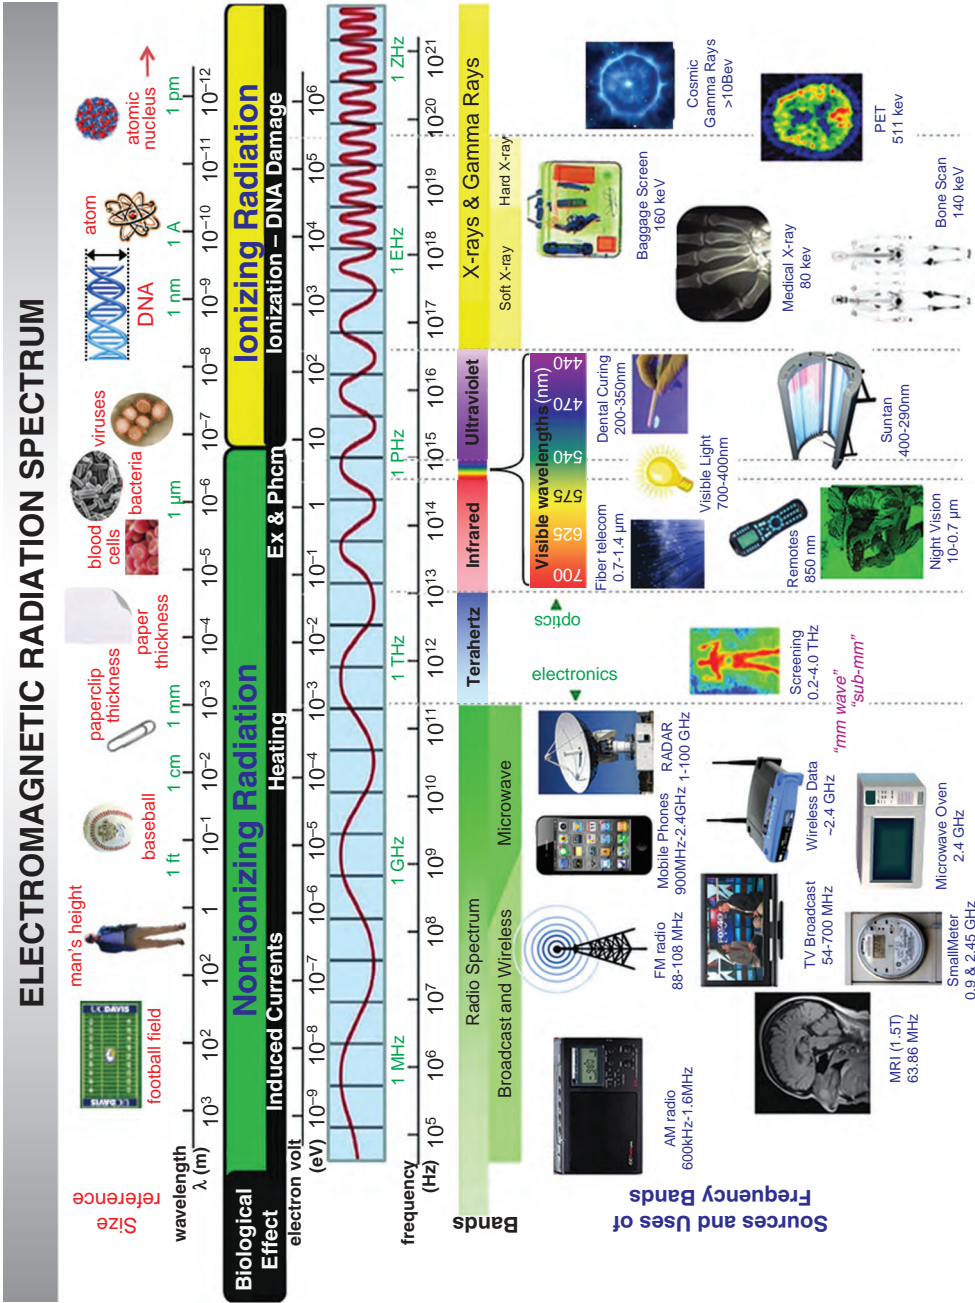 ELECTROMAGNETIC RADIATION SPECTRUM
Size
reference
football field
man's height
baseball
paperclip
thickness
paper
thickness
blood
cells
bacteria
viruses
DNA
atom
atomic
nucleus
1 ft
1 cm
1 mm
1 µm
1 nm
1 A
1 pm
wavelength
λ (m)
10³
10²
10²
1
10⁻¹
10⁻²
10⁻³
10⁻⁴
10⁻⁵
10⁻⁶
10⁻⁷
10⁻⁸
10⁻⁹
10⁻¹⁰
10⁻¹¹
10⁻¹²
Biological
Effect
Non-ionizing Radiation
Ionizing Radiation
Induced Currents
Heating
Ex & Phcm
Ionization – DNA Damage
electron volt
(eV)
10⁻⁹
10⁻⁸
10⁻⁷
10⁻⁶
10⁻⁵
10⁻⁴
10⁻³
10⁻²
10⁻¹
1
10
10²
10³
10⁴
10⁵
10⁶
1 MHz
1 GHz
1 THz
1 PHz
1 EHz
1 ZHz
frequency
(Hz)
10⁵
10⁶
10⁷
10⁸
10⁹
10¹⁰
10¹¹
10¹²
10¹³
10¹⁴
10¹⁵
10¹⁶
10¹⁷
10¹⁸
10¹⁹
10²⁰
10²¹
Bands
Radio Spectrum
Broadcast and Wireless
Microwave
Terahertz
Infrared
Ultraviolet
X-rays & Gamma Rays
Soft X-ray
Hard X-ray
electronics
optics
Visible wavelengths(nm)
700
625
575
540
470
440
Sources and Uses of
Frequency Bands
AM radio
600kHz-1.6MHz
FM radio
88-108 MHz
Mobile Phones
900MHz-2.4GHz
RADAR
1-100 GHz
Fiber telecom
0.7-1.4 µm
Dental Curing
200-350nm
Baggage Screen
160 keV
Cosmic
Gamma Rays
>10Bev
MRI (1.5T)
63.86 MHz
TV Broadcast
54-700 MHz
Wireless Data
~2.4 GHz
Screening
0.2-4.0 THz
"mm wave"
"sub-mm"
Remotes
850 nm
Visible Light
700-400nm
Medical X-ray
80 kev
PET
511 kev
SmallMeter
0.9 & 2.45 GHz
Microwave Oven
2.4 GHz
Night Vision
10-0.7 µm
Suntan
400-290nm
Bone Scan
140 keV